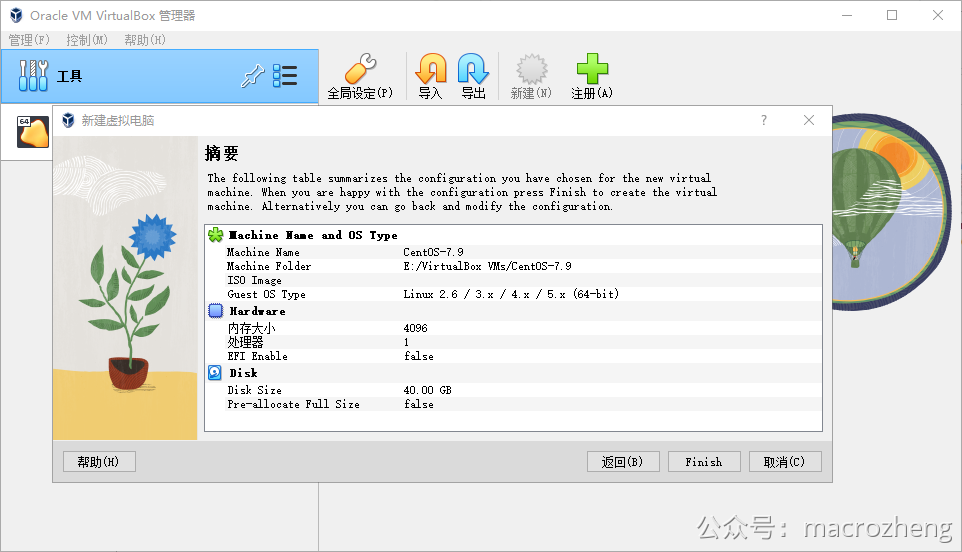 Oracle VM VirtualBox 管理器
管理(F) 控制(M) 帮助(H)
工具
全局设定(P) 导入 导出 新建(N) 注册(A)
64
新建虚拟电脑
摘要
The following table summarizes the configuration you have chosen for the new virtual
machine. When you are happy with the configuration press Finish to create the virtual
machine. Alternatively you can go back and modify the configuration.
Machine Name and OS Type
Machine Name CentOS-7.9
Machine Folder E:/VirtualBox VMs/CentOS-7.9
ISO Image
Guest OS Type Linux 2.6 / 3.x / 4.x / 5.x (64-bit)
Hardware
内存大小 4096
处理器 1
EFI Enable false
Disk
Disk Size 40.00 GB
Pre-allocate Full Size false
帮助(H) 返回(B) Finish 取消(C)
公众号：macrozheng